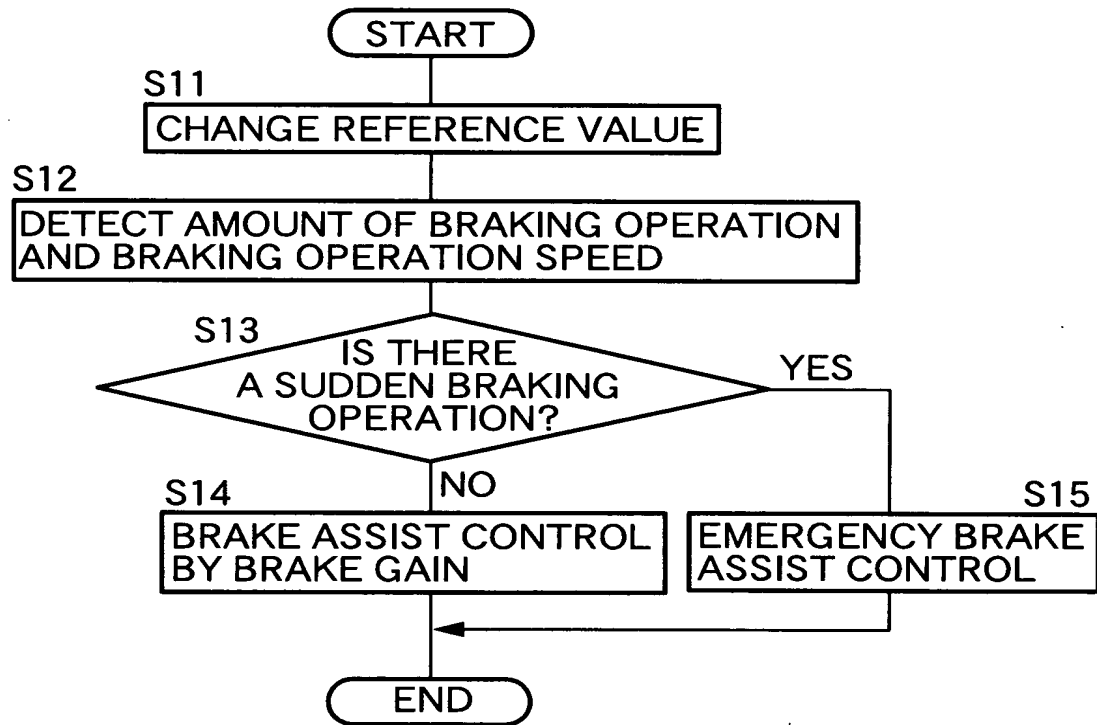 START
S11
CHANGE REFERENCE VALUE
S12
DETECT AMOUNT OF BRAKING OPERATION
AND BRAKING OPERATION SPEED
S13
IS THERE
A SUDDEN BRAKING
OPERATION?
YES
NO
S14
BRAKE ASSIST CONTROL
BY BRAKE GAIN
S15
EMERGENCY BRAKE
ASSIST CONTROL
END